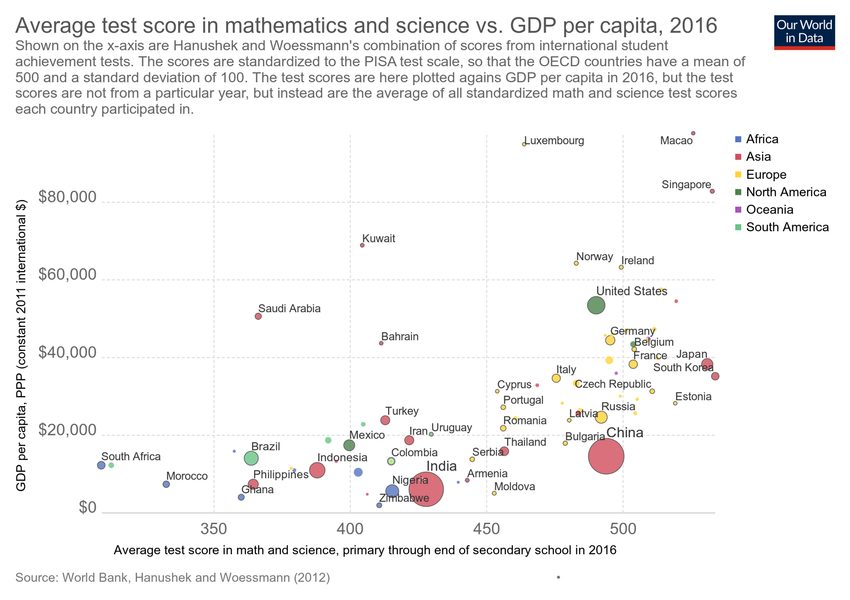 Average test score in mathematics and science vs. GDP per capita, 2016
Our World
in Data
Shown on the x-axis are Hanushek and Woessmann's combination of scores from international student
achievement tests. The scores are standardized to the PISA test scale, so that the OECD countries have a mean of
500 and a standard deviation of 100. The test scores are here plotted agains GDP per capita in 2016, but the test
scores are not from a particular year, but instead are the average of all standardized math and science test scores
each country participated in.
GDP per capita, PPP (constant 2011 international $)
$80,000
$60,000
$40,000
$20,000
$0
Luxembourg
Macao
Singapore
Kuwait
Norway
Ireland
United States
Saudi Arabia
Bahrain
Germany
Belgium
France
Japan
South Korea
Italy
Cyprus
Czech Republic
Portugal
Estonia
Turkey
Latvia
Russia
Romania
Iran
Uruguay
Mexico
Bulgaria
China
Thailand
Brazil
Colombia
Serbia
South Africa
Indonesia
India
Morocco
Philippines
Nigeria
Armenia
Ghana
Zimbabwe
Moldova
Africa
Asia
Europe
North America
Oceania
South America
350
400
450
500
Average test score in math and science, primary through end of secondary school in 2016
Source: World Bank, Hanushek and Woessmann (2012)